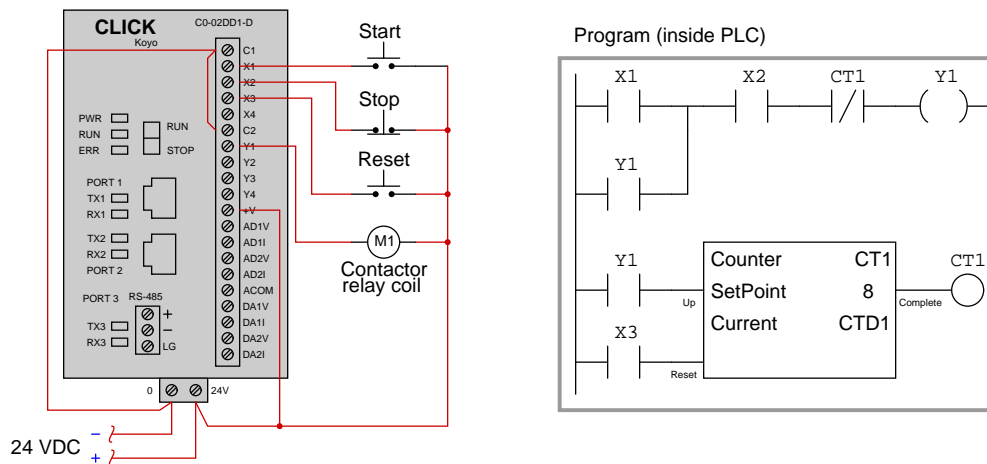 CLICK
Koyo
C0-02DD1-D
C1
X1
X2
X3
X4
C2
Y1
Y2
Y3
Y4
+V
AD1V
AD1I
AD2V
AD2I
ACOM
DA1V
DA1I
DA2V
DA2I
PWR
RUN
ERR
RUN
STOP
PORT 1
TX1
RX1
TX2
RX2
PORT 2
PORT 3
RS-485
+
−
LG
TX3
RX3
0
24V
24 VDC
−
+
Start
Stop
Reset
M1
Contactor
relay coil
Program (inside PLC)
X1
X2
CT1
Y1
Y1
Y1
Up
X3
Reset
Counter CT1
SetPoint 8
Current CTD1
Complete
CT1